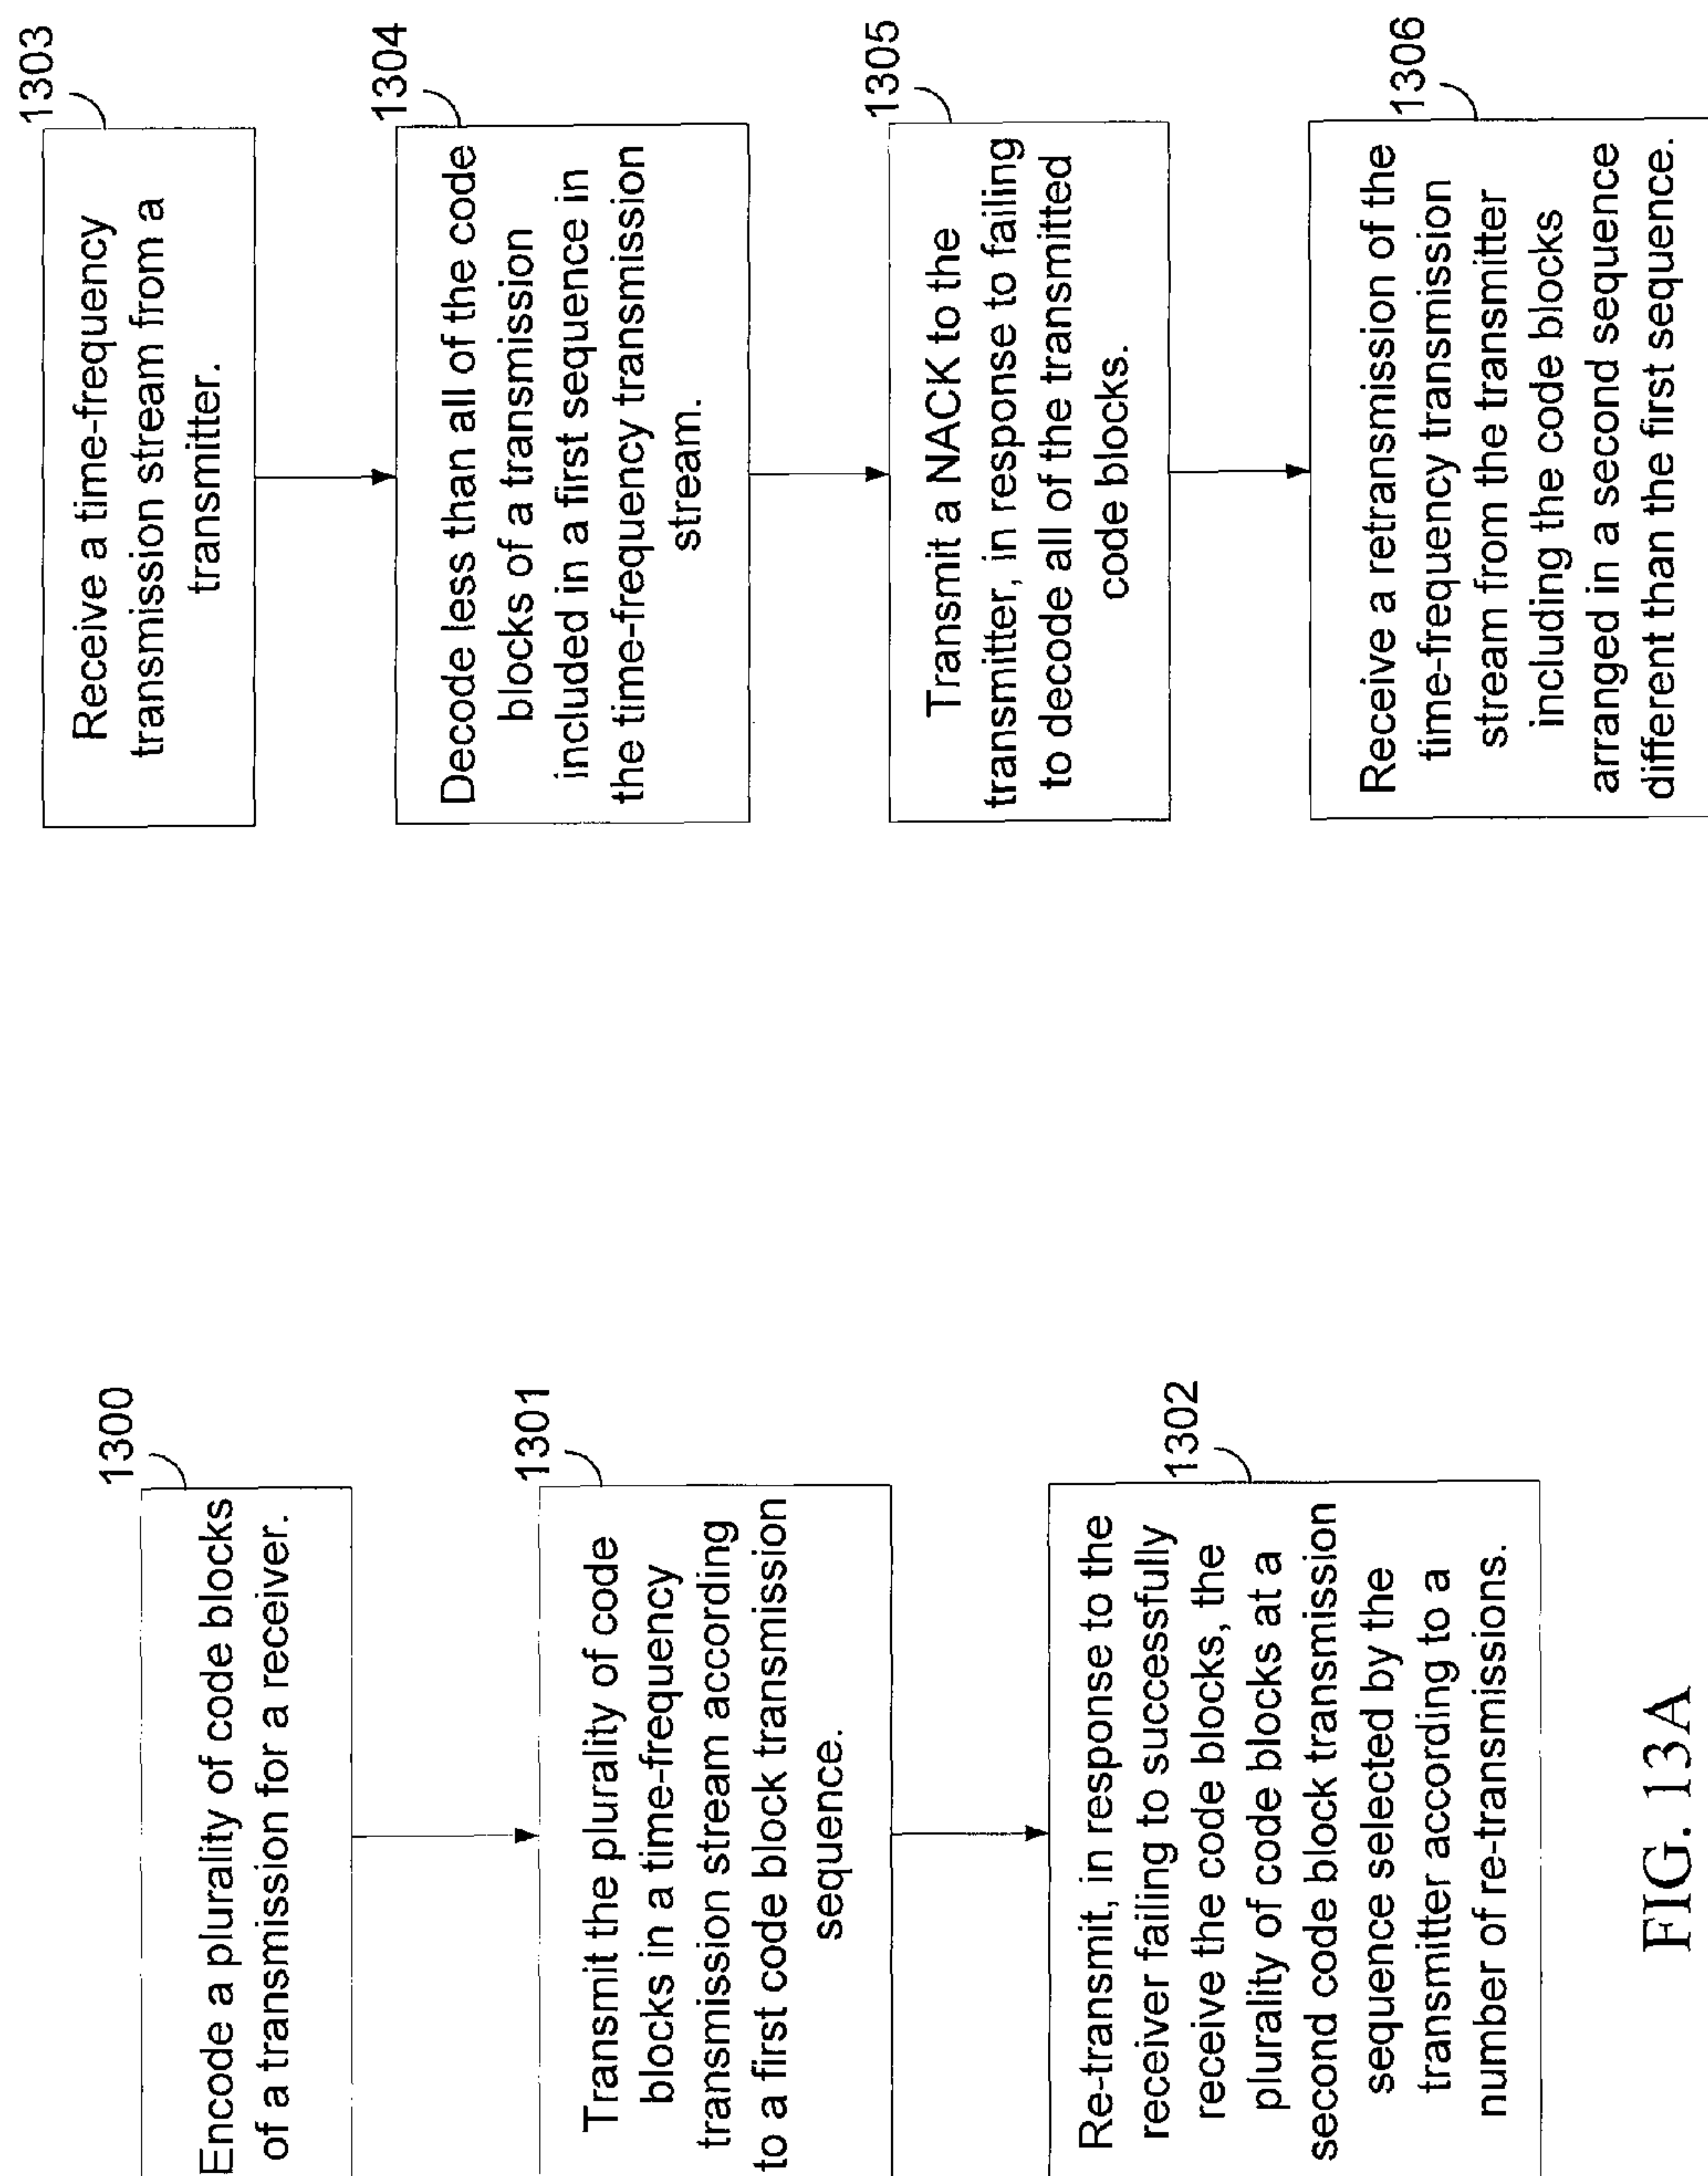 1300
Encode a plurality of code blocks
of a transmission for a receiver.
1301
Transmit the plurality of code
blocks in a time-frequency
transmission stream according
to a first code block transmission
sequence.
1302
Re-transmit, in response to the
receiver failing to successfully
receive the code blocks, the
plurality of code blocks at a
second code block transmission
sequence selected by the
transmitter according to a
number of re-transmissions.
FIG. 13A
1303
Receive a time-frequency
transmission stream from a
transmitter.
1304
Decode less than all of the code
blocks of a transmission
included in a first sequence in
the time-frequency transmission
stream.
1305
Transmit a NACK to the
transmitter, in response to failing
to decode all of the transmitted
code blocks.
1306
Receive a retransmission of the
time-frequency transmission
stream from the transmitter
including the code blocks
arranged in a second sequence
different than the first sequence.